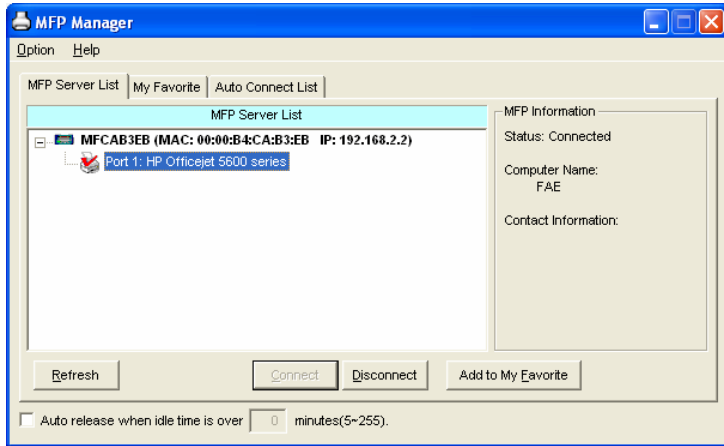 MFP Manager
Option Help
MFP Server List My Favorite Auto Connect List
MFP Server List
MFCAB3EB (MAC: 00:00:B4:CA:B3:EB IP: 192.168.2.2)
Port 1: HP Officejet 5600 series
MFP Information
Status: Connected
Computer Name:
FAE
Contact Information:
Refresh Connect Disconnect Add to My Favorite
Auto release when idle time is over 0 minutes(5~255).